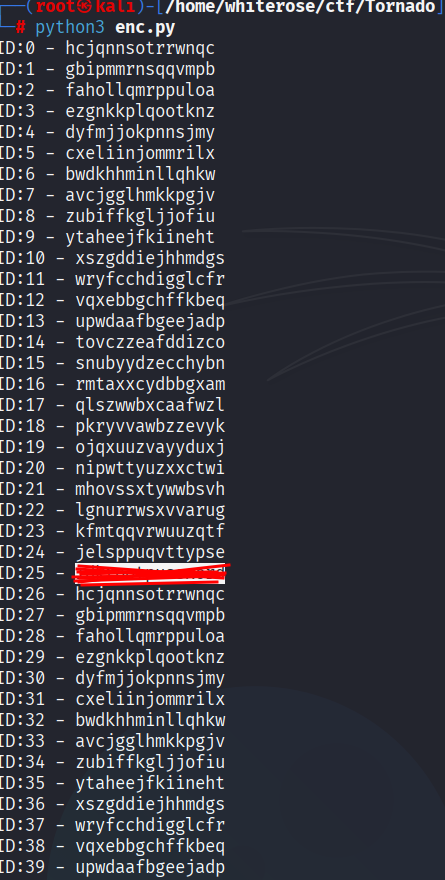 (root㉿kali)-[/home/whiterose/ctf/Tornado]
# python3 enc.py
ID:0 - hcjqnnsotrrwnqc
ID:1 - gbipmmrnsqqvmpb
ID:2 - fahollqmrppuloa
ID:3 - ezgnkkplqootknz
ID:4 - dyfmjjokpnnsjmy
ID:5 - cxeliinjommrilx
ID:6 - bwdkhhminllqhkw
ID:7 - avcjgglhmkkpgjv
ID:8 - zubiffkgljjofiu
ID:9 - ytaheejfkiineht
ID:10 - xszgddiejhhmdgs
ID:11 - wryfcchdigglcfr
ID:12 - vqxebbgchffkbeq
ID:13 - upwdaafbgeejadp
ID:14 - tovczzeafddizco
ID:15 - snubyydzecchybn
ID:16 - rmtaxxcydbbgxam
ID:17 - qlszwwbxcaafwzl
ID:18 - pkryvvawbzzevyk
ID:19 - ojqxuuzvayyduxj
ID:20 - nipwttyuzxxctwi
ID:21 - mhovssxtywwbsvh
ID:22 - lgnurrwsxvvarug
ID:23 - kfmtqqvrwuuzqtf
ID:24 - jelsppuqvttypse
ID:25 -
ID:26 - hcjqnnsotrrwnqc
ID:27 - gbipmmrnsqqvmpb
ID:28 - fahollqmrppuloa
ID:29 - ezgnkkplqootknz
ID:30 - dyfmjjokpnnsjmy
ID:31 - cxeliinjommrilx
ID:32 - bwdkhhminllqhkw
ID:33 - avcjgglhmkkpgjv
ID:34 - zubiffkgljjofiu
ID:35 - ytaheejfkiineht
ID:36 - xszgddiejhhmdgs
ID:37 - wryfcchdigglcfr
ID:38 - vqxebbgchffkbeq
ID:39 - upwdaafbgeejadp